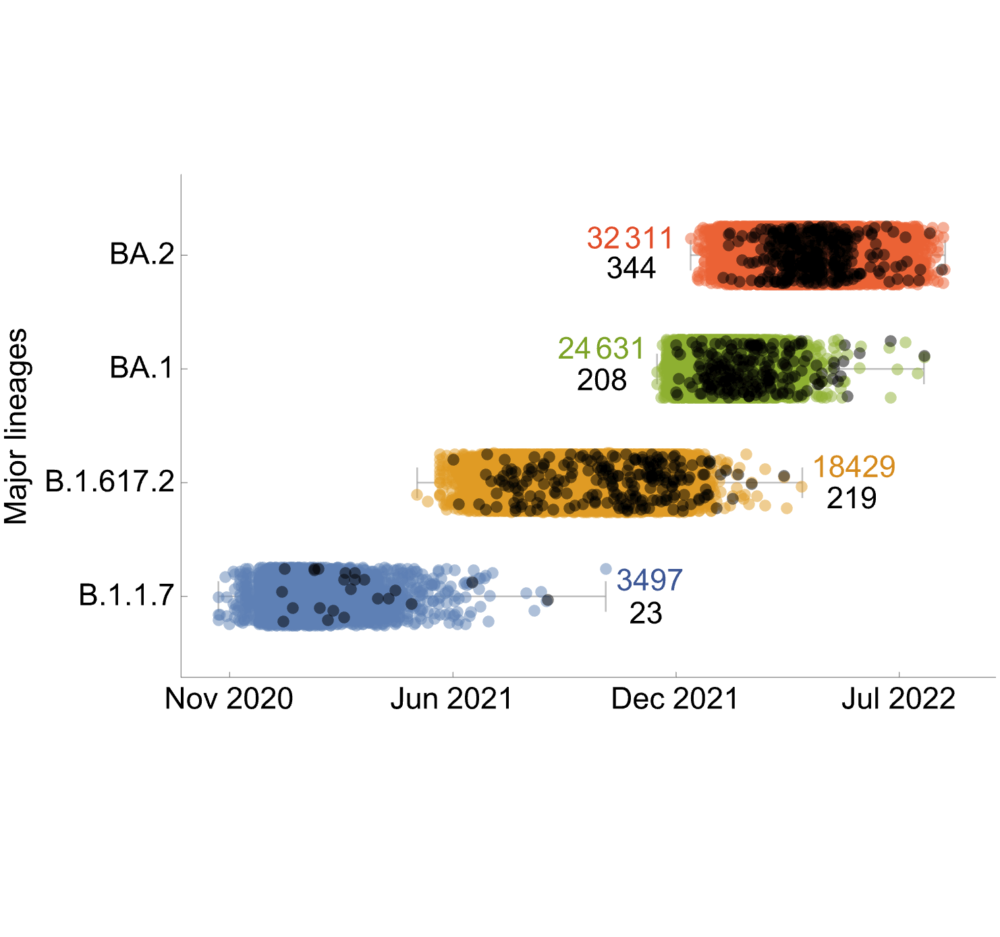 BA.2
32 311
344
BA.1
24 631
208
Major lineages
B.1.617.2
18429
219
B.1.1.7
3497
23
Nov 2020
Jun 2021
Dec 2021
Jul 2022